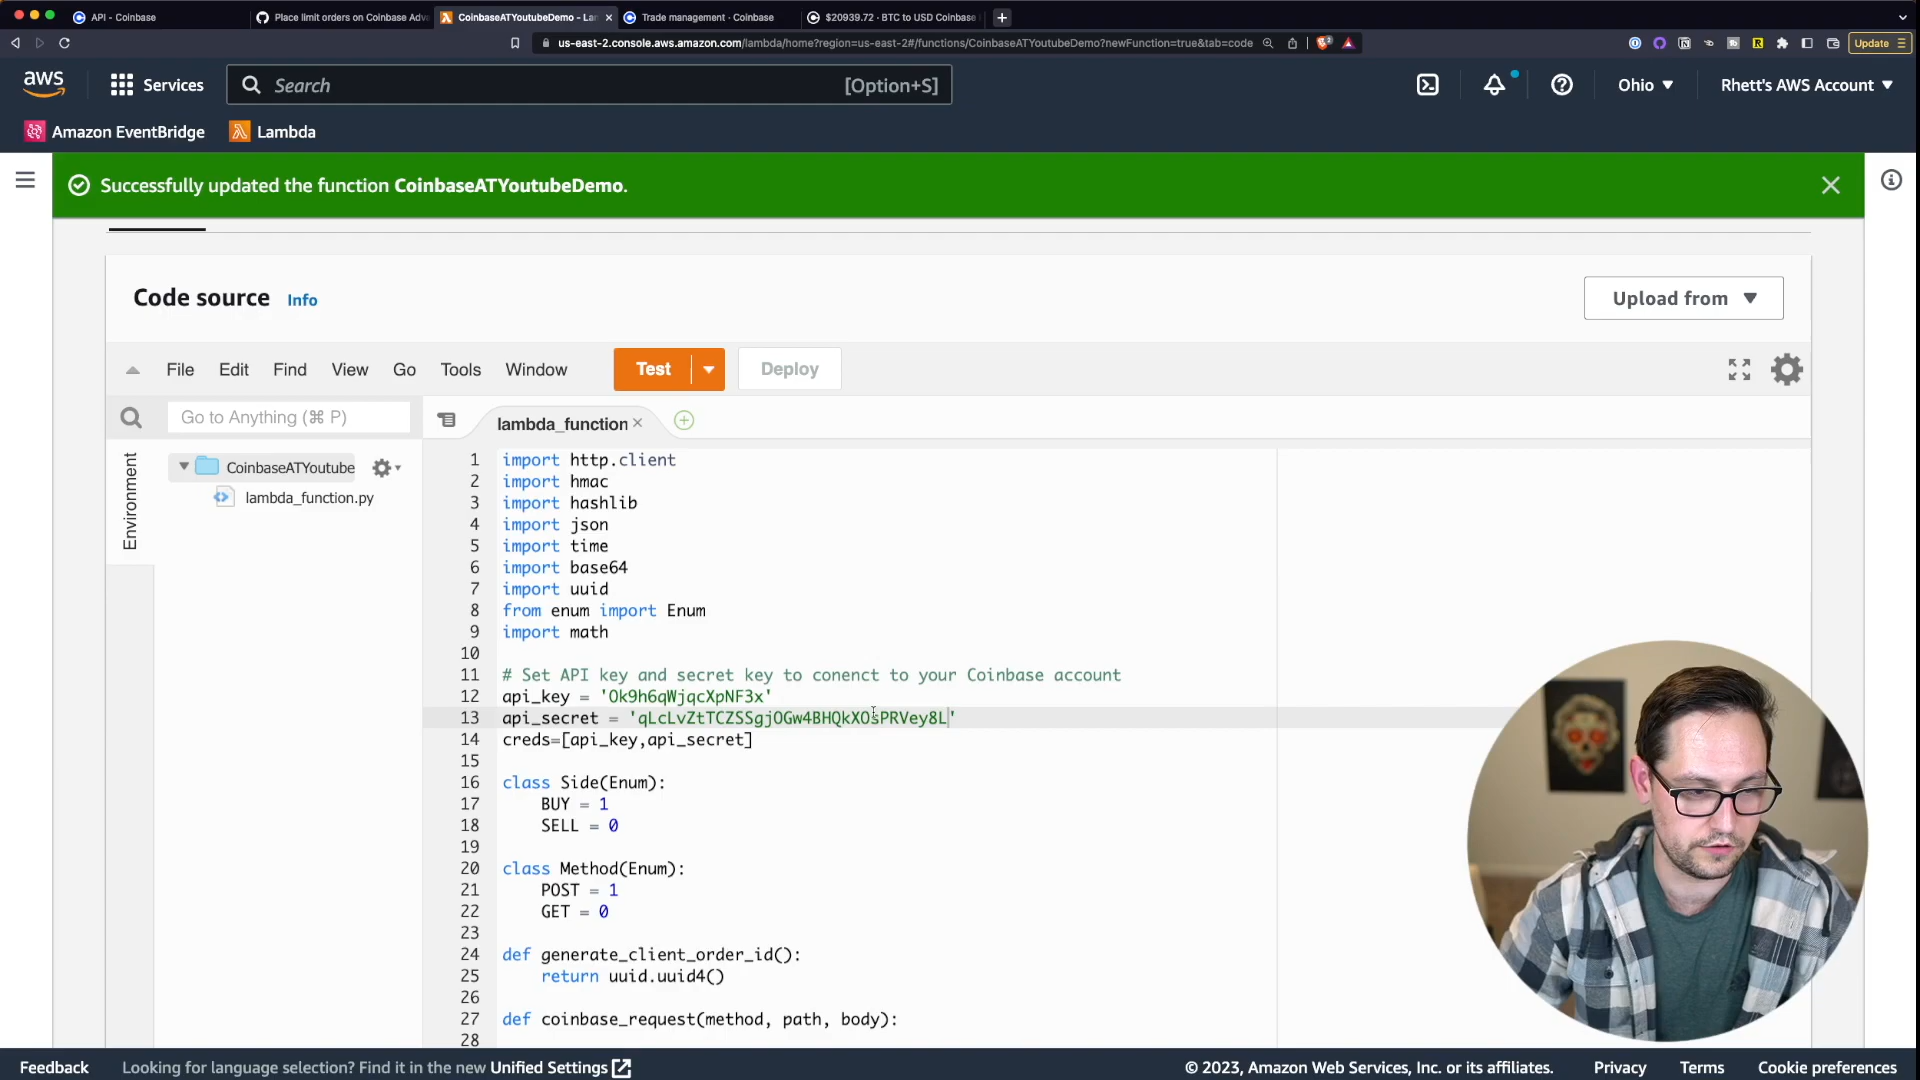 API - Coinbase
Place limit orders on Coinbase Adv
CoinbaseATYoutubeDemo - La
Trade management - Coinbase
$20939.72 · BTC to USD Coinbase
us-east-2.console.aws.amazon.com/lambda/home?region=us-east-2#/functions/CoinbaseATYoutubeDemo?newFunction=true&tab=code
Update
aws
Services
Search
[Option+S]
Ohio
Rhett's AWS Account
Amazon EventBridge
Lambda
Successfully updated the function CoinbaseATYoutubeDemo.
Code source
Info
Upload from
File Edit Find View Go Tools Window
Test
Deploy
Go to Anything (⌘ P)
lambda_function
Environment
CoinbaseATYoutube
lambda_function.py
1 import http.client
2 import hmac
3 import hashlib
4 import json
5 import time
6 import base64
7 import uuid
8 from enum import Enum
9 import math
10
11 # Set API key and secret key to conenct to your Coinbase account
12 api_key = 'Ok9h6qWjqcXpNF3x'
13 api_secret = 'qLcLvZtTCZSSgjOGw4BHQkXOsPRVey8L'
14 creds=[api_key,api_secret]
15
16 class Side(Enum):
17 BUY = 1
18 SELL = 0
19
20 class Method(Enum):
21 POST = 1
22 GET = 0
23
24 def generate_client_order_id():
25 return uuid.uuid4()
26
27 def coinbase_request(method, path, body):
28
Feedback
Looking for language selection? Find it in the new Unified Settings
© 2023, Amazon Web Services, Inc. or its affiliates.
Privacy
Terms
Cookie preferences